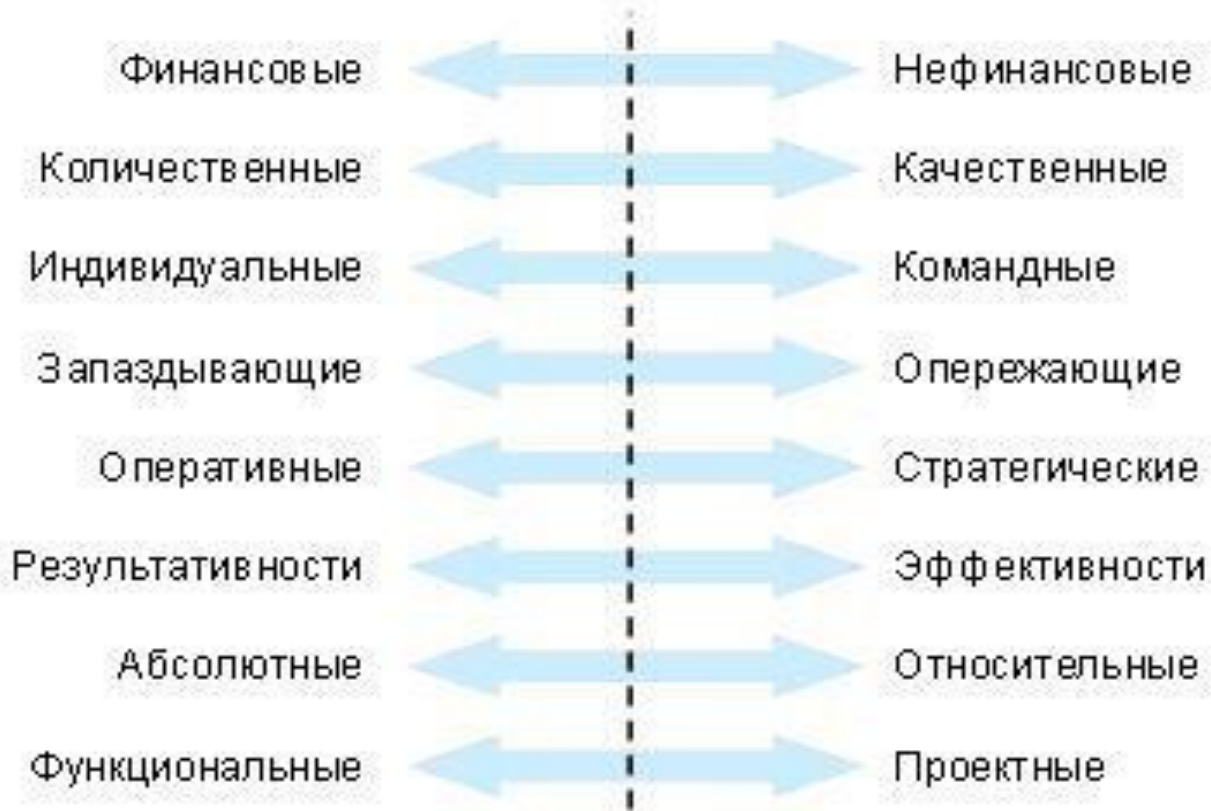 Финансовые Нефинансовые
Количественные Качественные
Индивидуальные Командные
Запаздывающие Опережающие
Оперативные Стратегические
Результативности Эффективности
Абсолютные Относительные
Функциональные Проектные